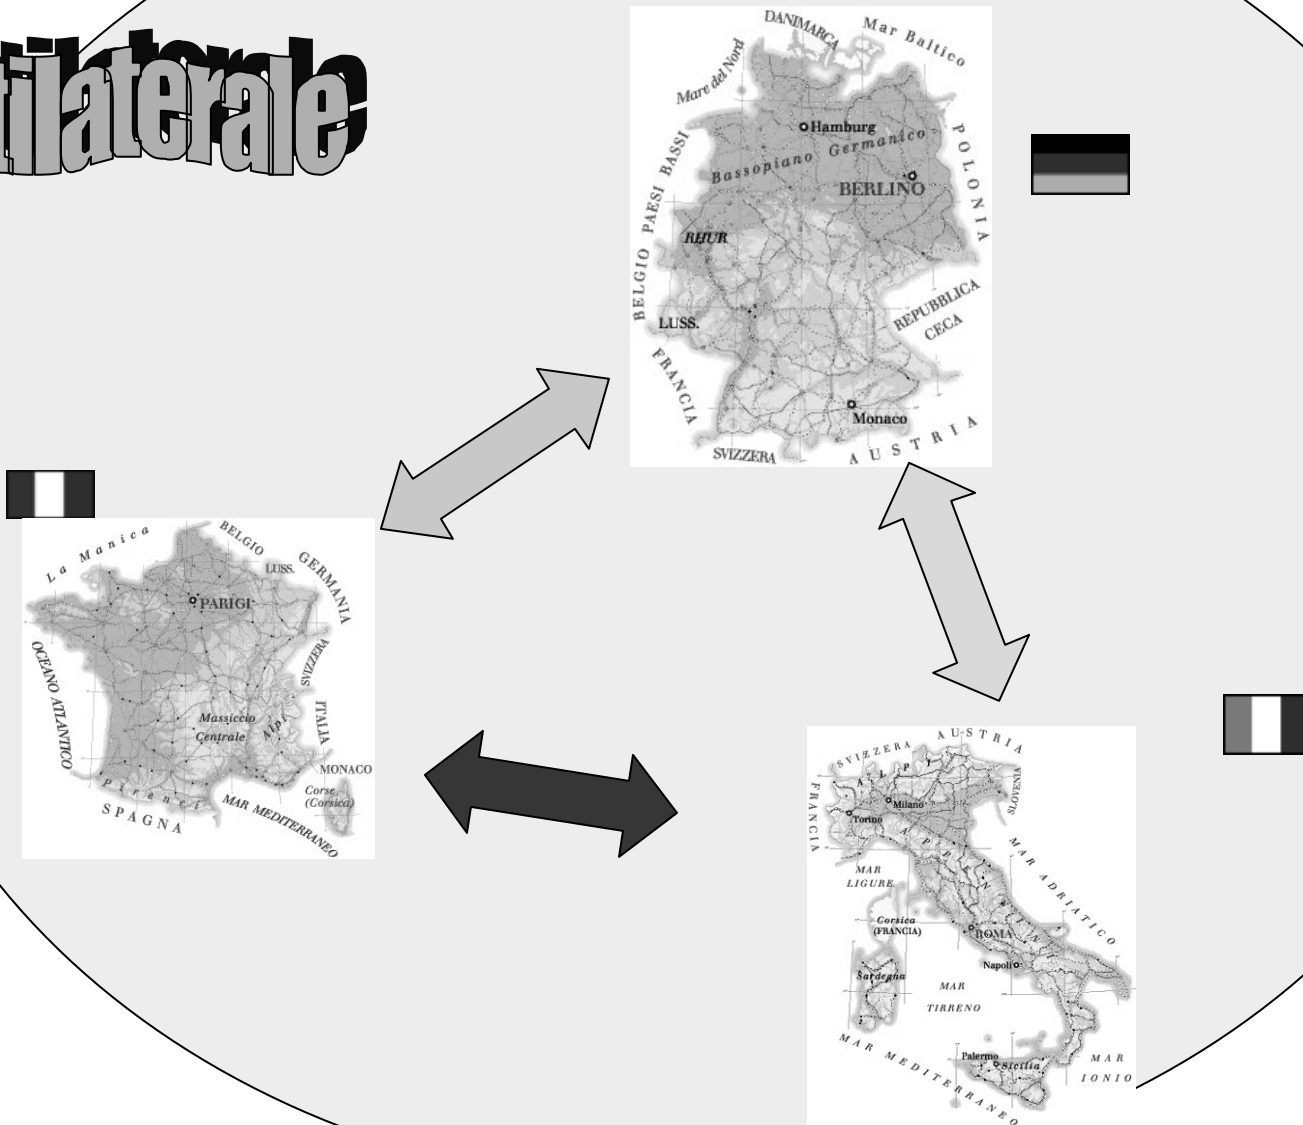 tilaterale
DANIMARCA
Mar Baltico
Mare del Nord
Hamburg
Bassopiano Germanico
BERLINO
POLONIA
PAESI BASSI
BELGIO
RHUR
LUSS.
REPUBBLICA
CECA
FRANCIA
Monaco
SVIZZERA
AUSTRIA
La Manica
BELGIO
LUSS.
GERMANIA
PARIGI
OCEANO ATLANTICO
SVIZZERA
Massiccio
Centrale
Alpi
ITALIA
MONACO
Pirenei
Corse
(Corsica)
SPAGNA
MAR MEDITERRANEO
SVIZZERA
AUSTRIA
ALPI
SLOVENIA
FRANCIA
Milano
Torino
APPENNINI
MAR
LIGURE
MAR ADRIATICO
Corsica
(FRANCIA)
ROMA
Napoli
Sardegna
MAR
TIRRENO
MAR MEDITERRANEO
Palermo
Sicilia
MAR
IONIO